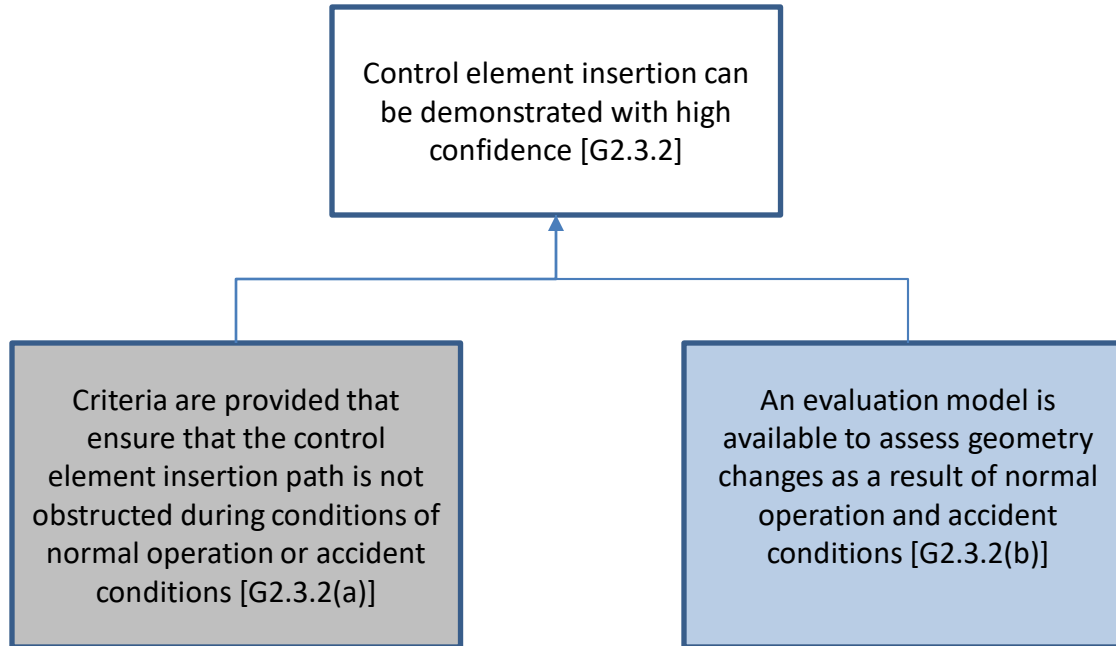 Control element insertion can
be demonstrated with high
confidence [G2.3.2]
Criteria are provided that
ensure that the control
element insertion path is not
obstructed during conditions of
normal operation or accident
conditions [G2.3.2(a)]
An evaluation model is
available to assess geometry
changes as a result of normal
operation and accident
conditions [G2.3.2(b)]